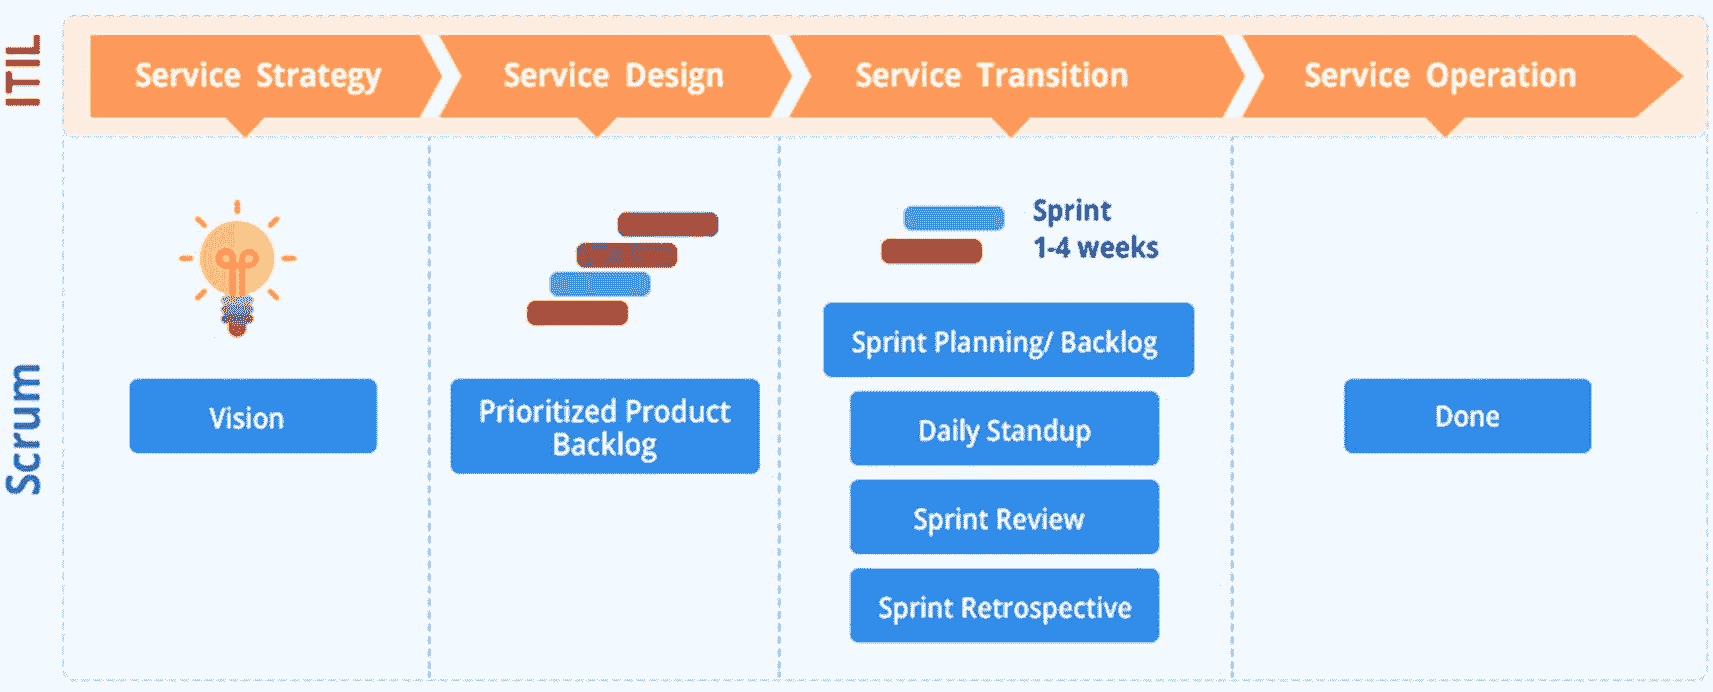 ITIL
Service Strategy
Service Design
Service Transition
Service Operation
Scrum
Vision
Prioritized Product
Backlog
Sprint
1-4 weeks
Sprint Planning/ Backlog
Daily Standup
Sprint Review
Sprint Retrospective
Done